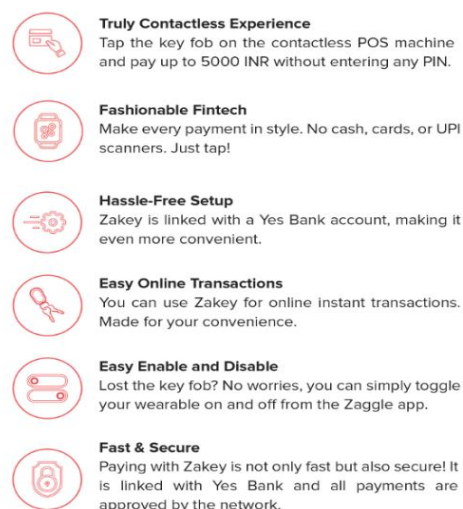 Truly Contactless Experience
Tap the key fob on the contactless POS machine
and pay up to 5000 INR without entering any PIN.
Fashionable Fintech
Make every payment in style. No cash, cards, or UPI
scanners. Just tap!
Hassle-Free Setup
Zakey is linked with a Yes Bank account, making it
even more convenient.
Easy Online Transactions
You can use Zakey for online instant transactions.
Made for your convenience.
Easy Enable and Disable
Lost the key fob? No worries, you can simply toggle
your wearable on and off from the Zaggle app.
Fast & Secure
Paying with Zakey is not only fast but also secure! It
is linked with Yes Bank and all payments are
approved by the network.